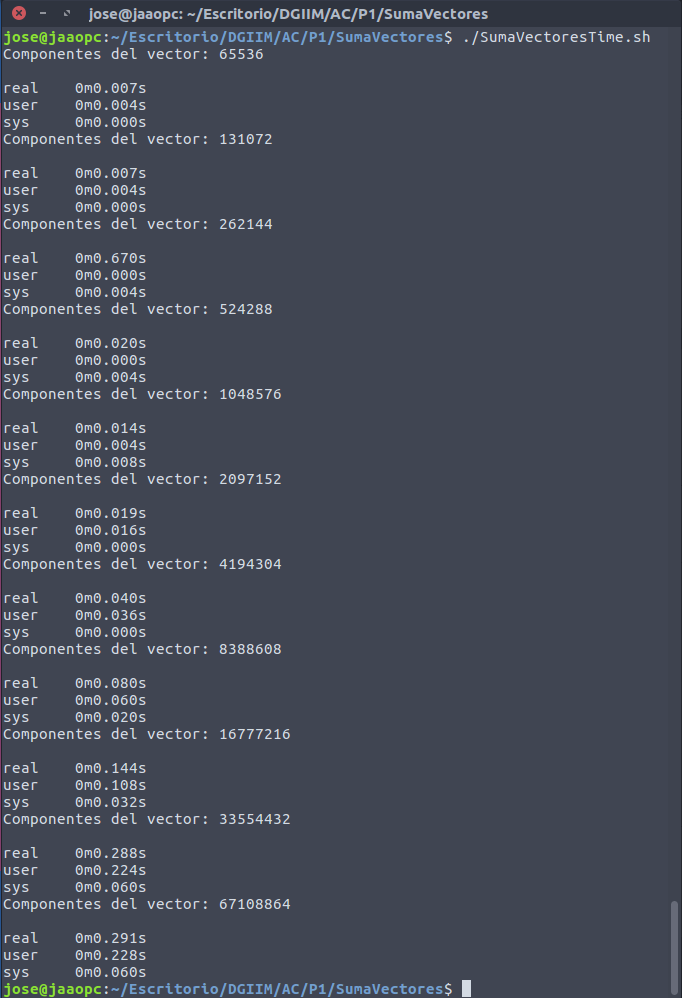 jose@jaaopc: ~/Escritorio/DGIIM/AC/P1/SumaVectores
jose@jaaopc:~/Escritorio/DGIIM/AC/P1/SumaVectores$ ./SumaVectoresTime.sh
Componentes del vector: 65536
real 0m0.007s
user 0m0.004s
sys 0m0.000s
Componentes del vector: 131072
real 0m0.007s
user 0m0.004s
sys 0m0.000s
Componentes del vector: 262144
real 0m0.670s
user 0m0.000s
sys 0m0.004s
Componentes del vector: 524288
real 0m0.020s
user 0m0.000s
sys 0m0.004s
Componentes del vector: 1048576
real 0m0.014s
user 0m0.004s
sys 0m0.008s
Componentes del vector: 2097152
real 0m0.019s
user 0m0.016s
sys 0m0.000s
Componentes del vector: 4194304
real 0m0.040s
user 0m0.036s
sys 0m0.000s
Componentes del vector: 8388608
real 0m0.080s
user 0m0.060s
sys 0m0.020s
Componentes del vector: 16777216
real 0m0.144s
user 0m0.108s
sys 0m0.032s
Componentes del vector: 33554432
real 0m0.288s
user 0m0.224s
sys 0m0.060s
Componentes del vector: 67108864
real 0m0.291s
user 0m0.228s
sys 0m0.060s
jose@jaaopc:~/Escritorio/DGIIM/AC/P1/SumaVectores$